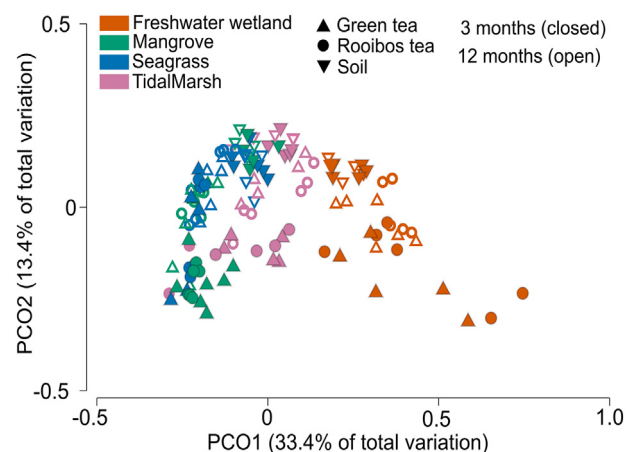 0.5
Freshwater wetland
Mangrove
Seagrass
TidalMarsh
Green tea
Rooibos tea
Soil
3 months (closed)
12 months (open)
PCO2 (13.4% of total variation)
0
-0.5
-0.5
0
0.5
1.0
PCO1 (33.4% of total variation)